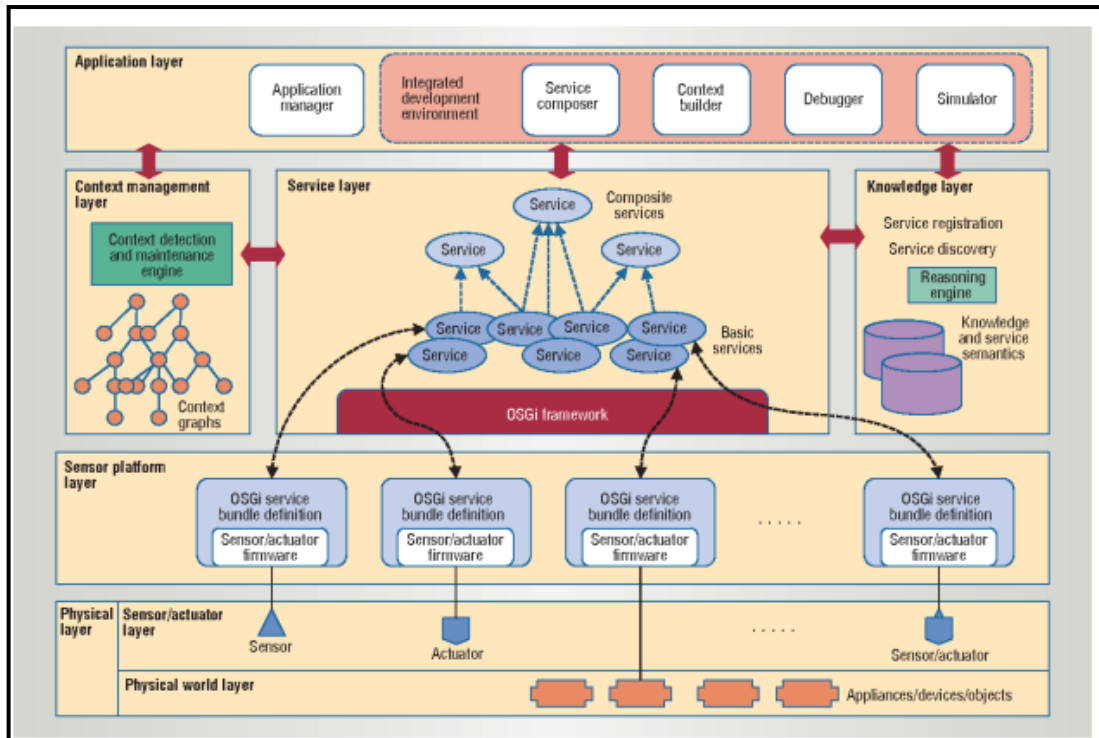 Application layer
Application
manager
Integrated
development
environment
Service
composer
Context
builder
Debugger
Simulator
Context management
layer
Context detection
and maintenance
engine
Context
graphs
Service layer
Service
Composite
services
Service
Service
Service
Service
Service
Service
Service
Service
Service
Basic
services
OSGi framework
Knowledge layer
Service registration
Service discovery
Reasoning
engine
Knowledge
and service
semantics
Sensor platform
layer
OSGi service
bundle definition
Sensor/actuator
firmware
OSGi service
bundle definition
Sensor/actuator
firmware
OSGi service
bundle definition
Sensor/actuator
firmware
. . . . .
OSGi service
bundle definition
Sensor/actuator
firmware
Physical
layer
Sensor/actuator
layer
Sensor
Actuator
. . . . .
Sensor/actuator
Physical world layer
Appliances/devices/objects